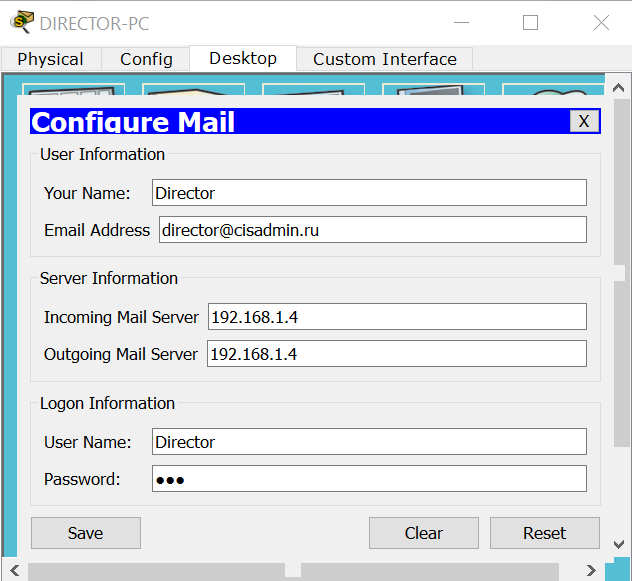 DIRECTOR-PC
Physical Config Desktop Custom Interface
Configure Mail X
User Information
Your Name: Director
Email Address director@cisadmin.ru
Server Information
Incoming Mail Server 192.168.1.4
Outgoing Mail Server 192.168.1.4
Logon Information
User Name: Director
Password: ●●●
Save Clear Reset